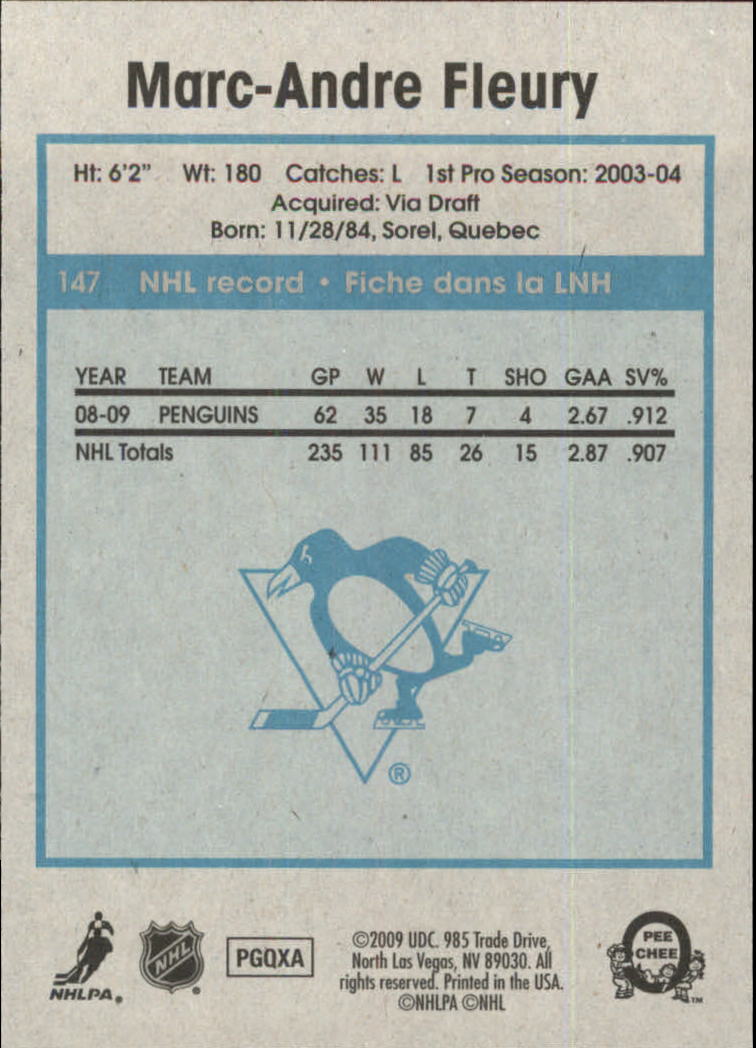 Marc-Andre Fleury
Ht: 6'2" Wt: 180 Catches: L 1st Pro Season: 2003-04
Acquired: Via Draft
Born: 11/28/84, Sorel, Quebec
147 NHL record • Fiche dans la LNH
YEAR TEAM GP W L T SHO GAA SV%
08-09 PENGUINS 62 35 18 7 4 2.67 .912
NHL Totals 235 111 85 26 15 2.87 .907
®
NHLPA®
NHL®
PGQXA
©2009 UDC. 985 Trade Drive,
North Las Vegas, NV 89030. All
rights reserved. Printed in the USA.
©NHLPA ©NHL
O PEE
CHEE
™